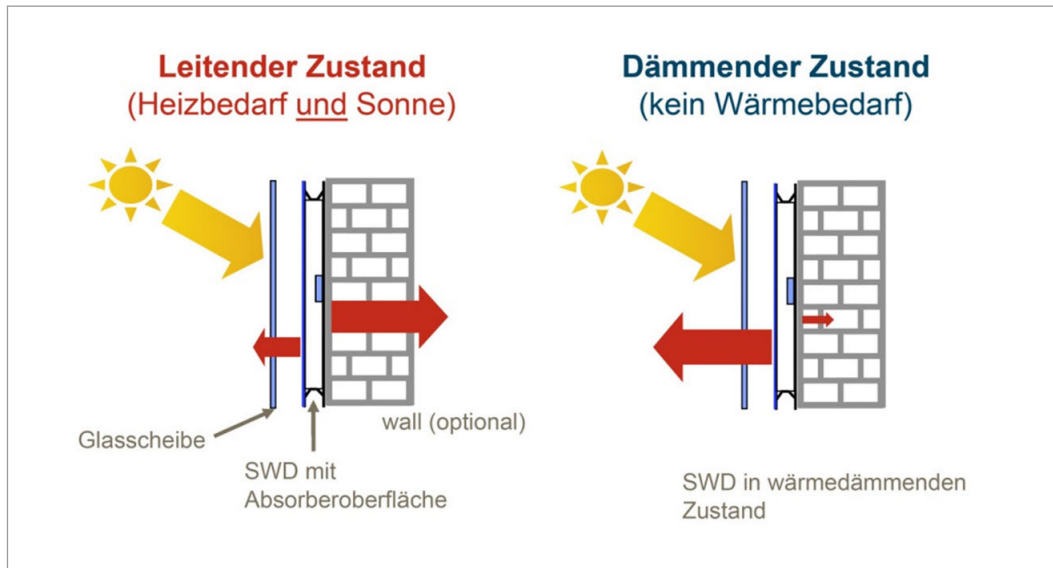 Leitender Zustand
(Heizbedarf und Sonne)
Glasscheibe
SWD mit
Absorberoberfläche
wall (optional)
Dämmender Zustand
(kein Wärmebedarf)
SWD in wärmedämmenden
Zustand